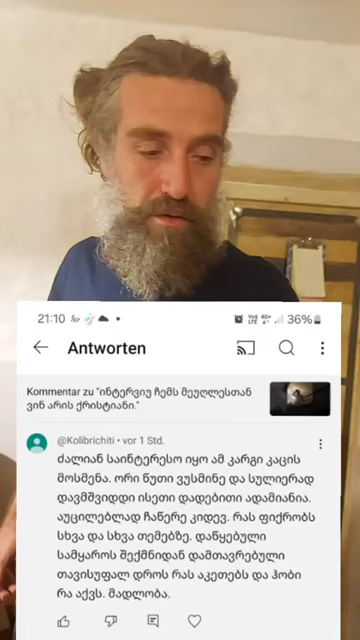 21:10
36%
Antworten
Kommentar zu "ინტერვიუ ჩემს მეუღლესთან
ვინ არის ქრისტიანი."
@Kolibrichiti • vor 1 Std.
ძალიან საინტერესო იყო ამ კარგი კაცის
მოსმენა. ორი წუთი ვუსმინე და სულიერად
დავმშვიდდი ისეთი დადებითი ადამიანია.
აუცილებლად ჩაწერე კიდევ. რას ფიქრობს
სხვა და სხვა თემებზე. დაწყებული
სამყაროს შექმნიდან დამთავრებული
თავისუფალ დროს რას აკეთებს და ჰობი
რა აქვს. მადლობა.